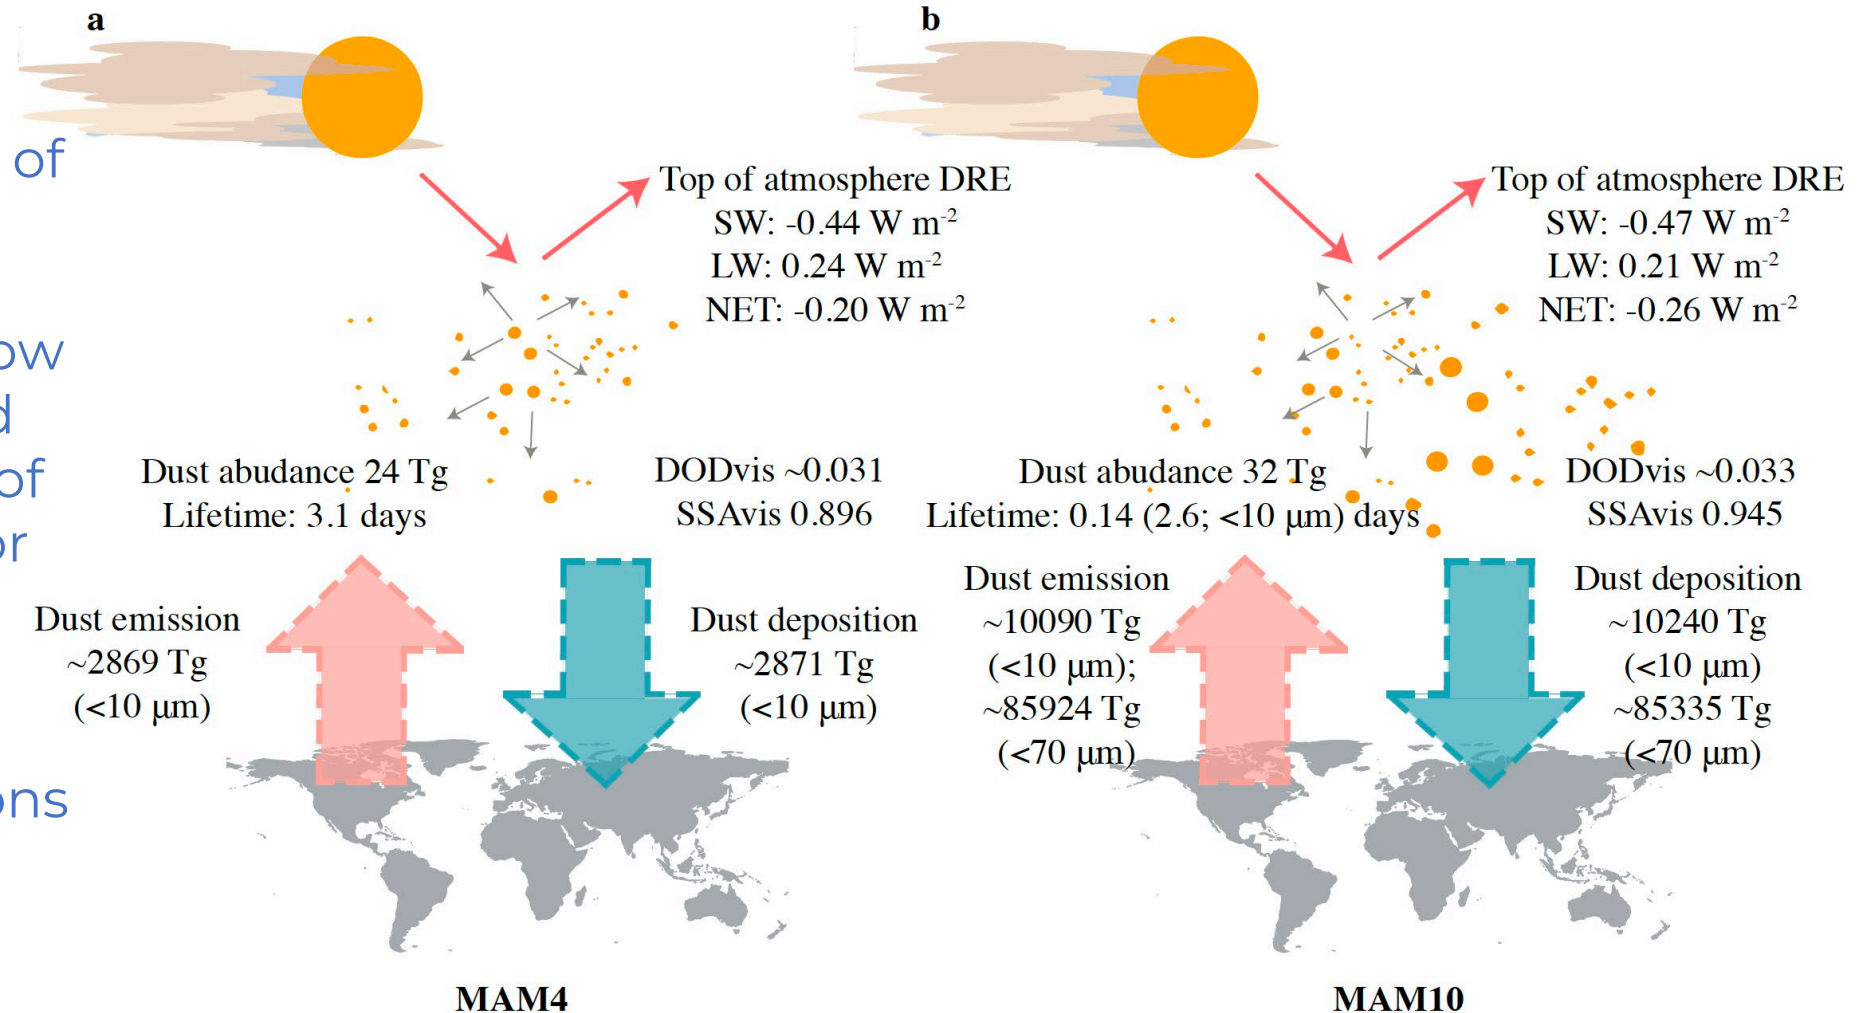 of
ow
d
of
or
ons
a
Top of atmosphere DRE
SW: -0.44 W m⁻²
LW: 0.24 W m⁻²
NET: -0.20 W m⁻²
Dust abudance 24 Tg
Lifetime: 3.1 days
DODvis ~0.031
SSAvis 0.896
Dust emission
~2869 Tg
(<10 μm)
Dust deposition
~2871 Tg
(<10 μm)
MAM4
b
Top of atmosphere DRE
SW: -0.47 W m⁻²
LW: 0.21 W m⁻²
NET: -0.26 W m⁻²
Dust abudance 32 Tg
Lifetime: 0.14 (2.6; <10 μm) days
DODvis ~0.033
SSAvis 0.945
Dust emission
~10090 Tg
(<10 μm);
~85924 Tg
(<70 μm)
Dust deposition
~10240 Tg
(<10 μm)
~85335 Tg
(<70 μm)
MAM10